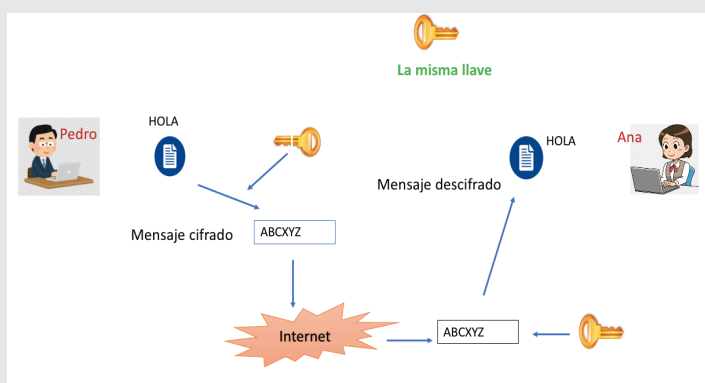 La misma llave
Pedro
HOLA
HOLA
Ana
Mensaje descifrado
Mensaje cifrado
ABCXYZ
Internet
ABCXYZ